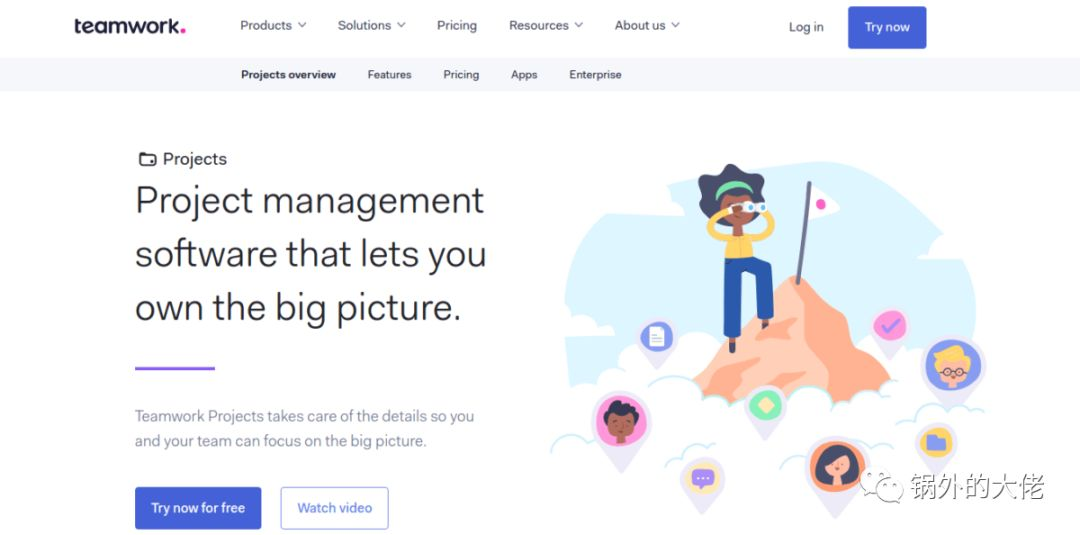 teamwork.
Products
Solutions
Pricing
Resources
About us
Log in
Try now
Projects overview
Features
Pricing
Apps
Enterprise
Projects
Project management
software that lets you
own the big picture.
Teamwork Projects takes care of the details so you
and your team can focus on the big picture.
Try now for free
Watch video
锅外的大佬